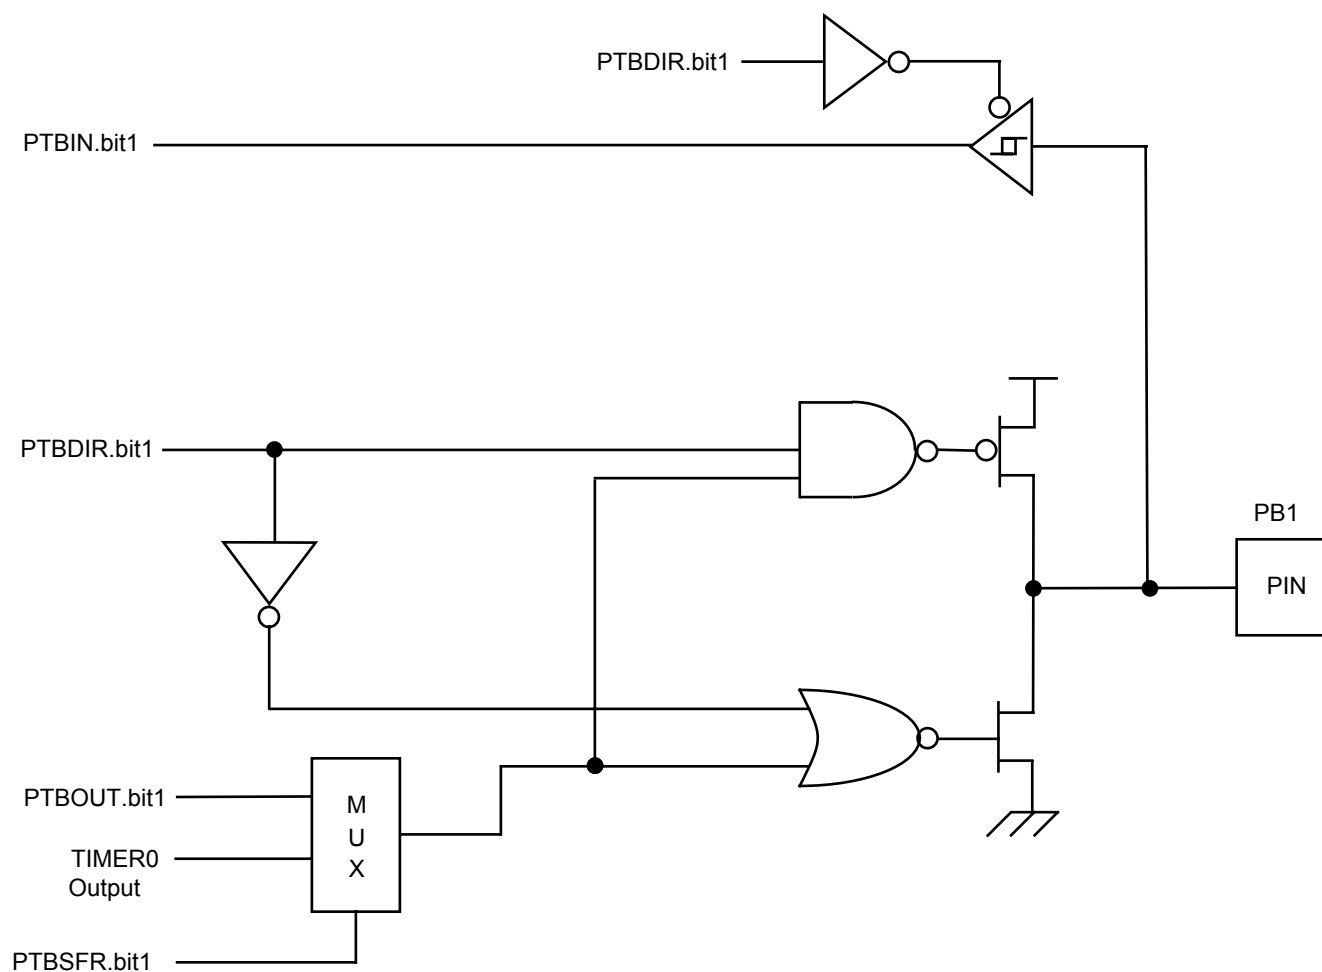 PTBDIR.bit1
PTBIN.bit1
PTBDIR.bit1
PB1
PIN
PTBOUT.bit1
M
U
X
TIMER0
Output
PTBSFR.bit1